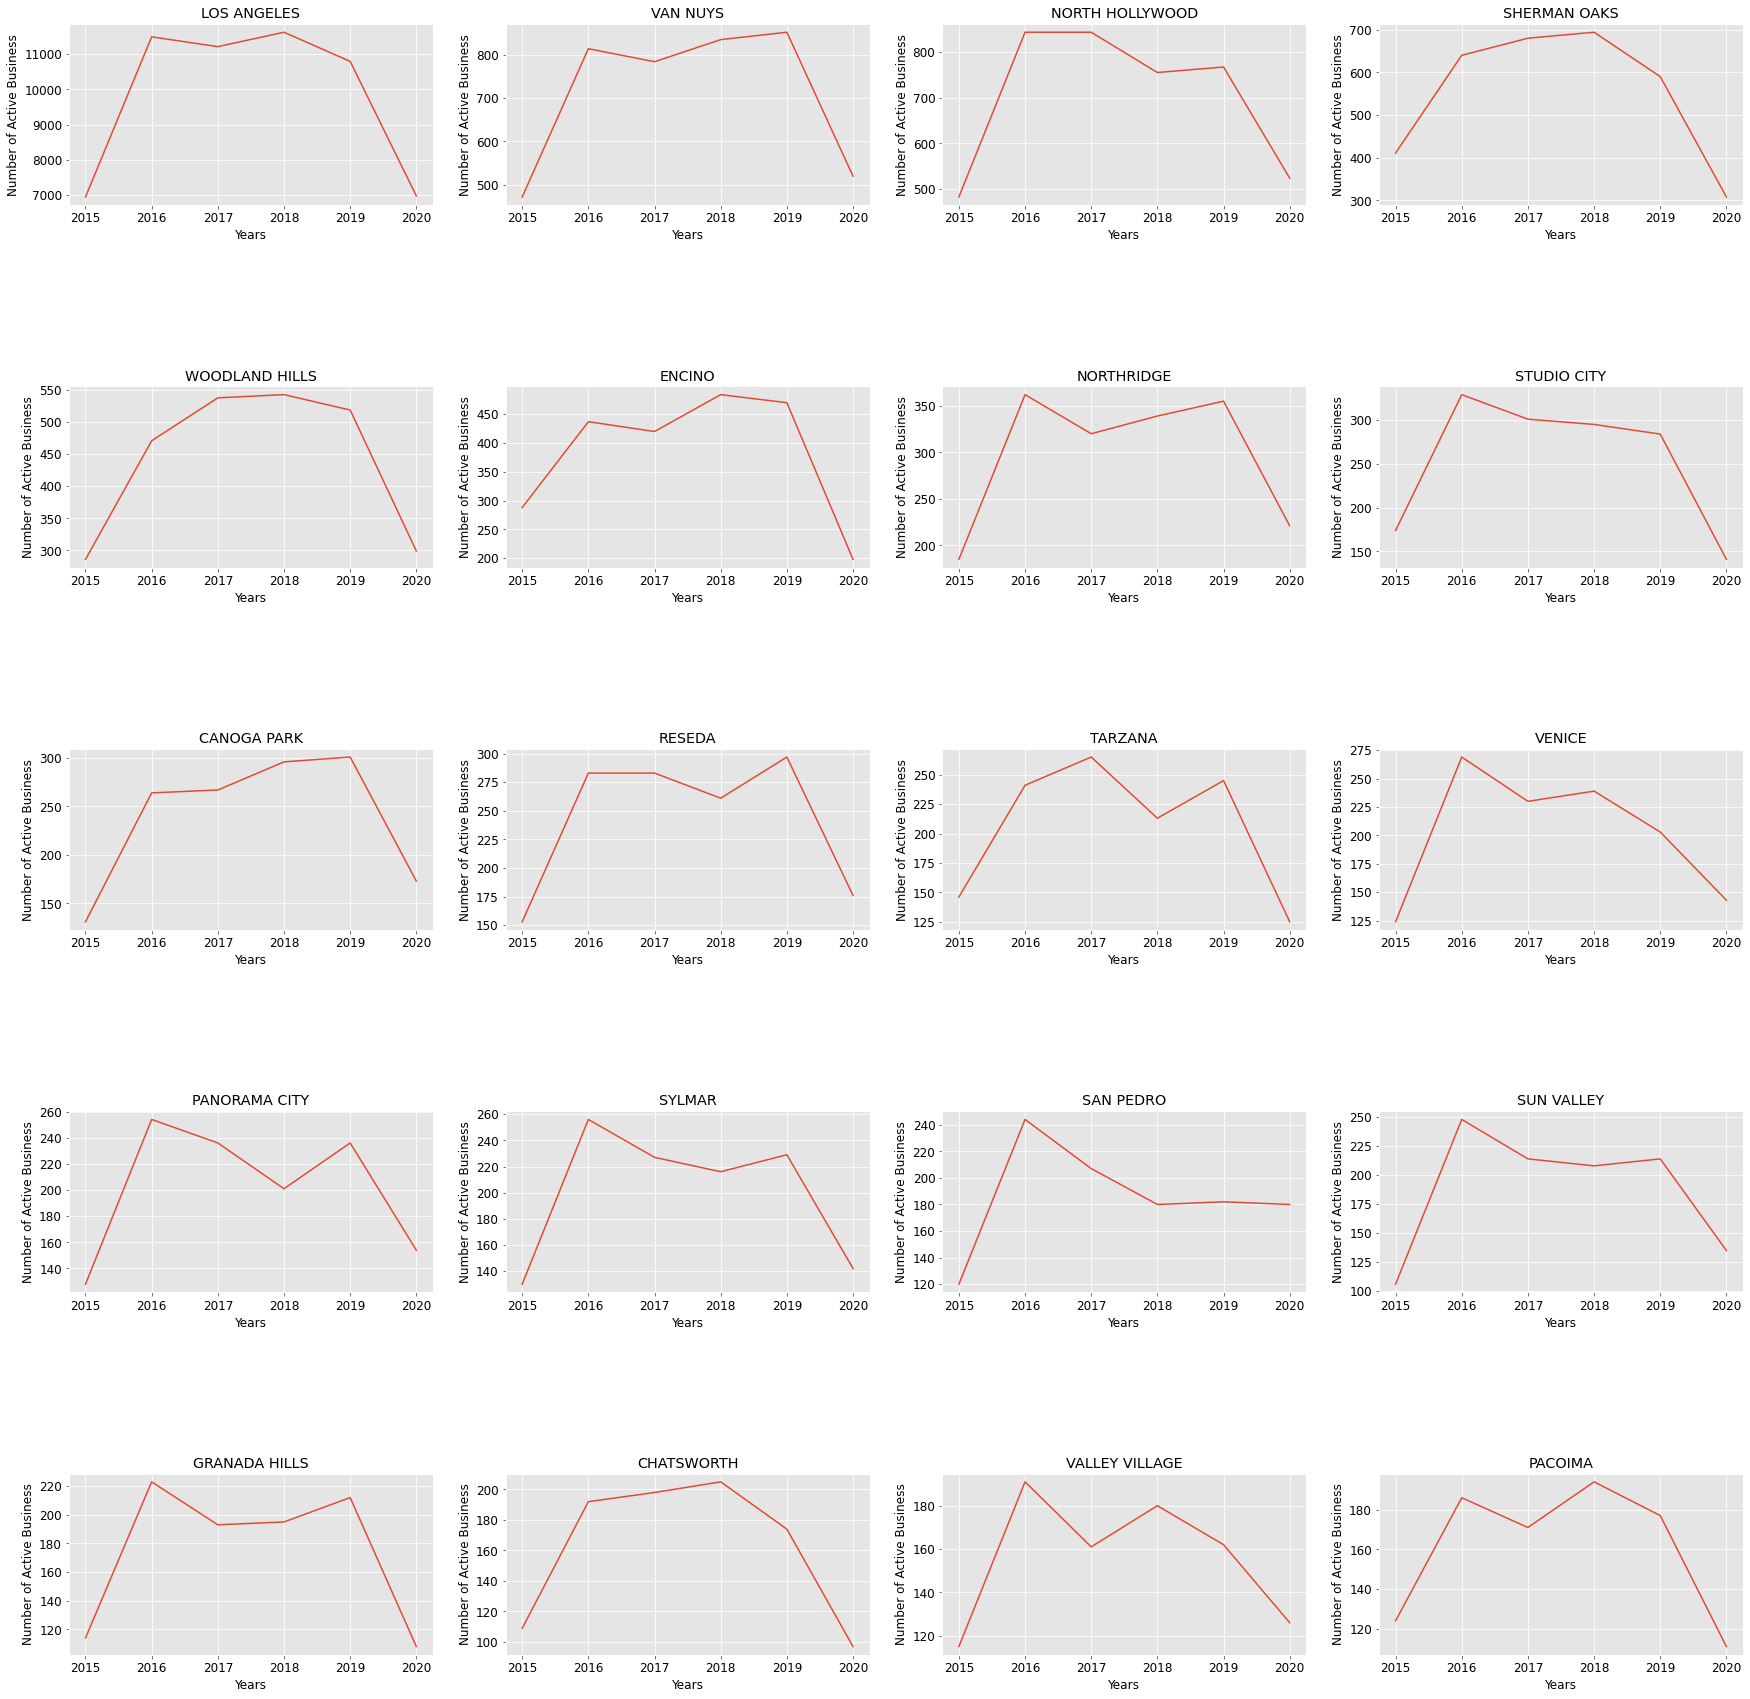 LOS ANGELES
Number of Active Business
11000
10000
9000
8000
7000
2015 2016 2017 2018 2019 2020
Years
VAN NUYS
Number of Active Business
800
700
600
500
2015 2016 2017 2018 2019 2020
Years
NORTH HOLLYWOOD
Number of Active Business
800
700
600
500
2015 2016 2017 2018 2019 2020
Years
SHERMAN OAKS
Number of Active Business
700
600
500
400
300
2015 2016 2017 2018 2019 2020
Years
WOODLAND HILLS
Number of Active Business
550
500
450
400
350
300
2015 2016 2017 2018 2019 2020
Years
ENCINO
Number of Active Business
450
400
350
300
250
200
2015 2016 2017 2018 2019 2020
Years
NORTHRIDGE
Number of Active Business
350
300
250
200
2015 2016 2017 2018 2019 2020
Years
STUDIO CITY
Number of Active Business
300
250
200
150
2015 2016 2017 2018 2019 2020
Years
CANOGA PARK
Number of Active Business
300
250
200
150
2015 2016 2017 2018 2019 2020
Years
RESEDA
Number of Active Business
300
275
250
225
200
175
150
2015 2016 2017 2018 2019 2020
Years
TARZANA
Number of Active Business
250
225
200
175
150
125
2015 2016 2017 2018 2019 2020
Years
VENICE
Number of Active Business
275
250
225
200
175
150
125
2015 2016 2017 2018 2019 2020
Years
PANORAMA CITY
Number of Active Business
260
240
220
200
180
160
140
2015 2016 2017 2018 2019 2020
Years
SYLMAR
Number of Active Business
260
240
220
200
180
160
140
2015 2016 2017 2018 2019 2020
Years
SAN PEDRO
Number of Active Business
240
220
200
180
160
140
120
2015 2016 2017 2018 2019 2020
Years
SUN VALLEY
Number of Active Business
250
225
200
175
150
125
100
2015 2016 2017 2018 2019 2020
Years
GRANADA HILLS
Number of Active Business
220
200
180
160
140
120
2015 2016 2017 2018 2019 2020
Years
CHATSWORTH
Number of Active Business
200
180
160
140
120
100
2015 2016 2017 2018 2019 2020
Years
VALLEY VILLAGE
Number of Active Business
180
160
140
120
2015 2016 2017 2018 2019 2020
Years
PACOIMA
Number of Active Business
180
160
140
120
2015 2016 2017 2018 2019 2020
Years